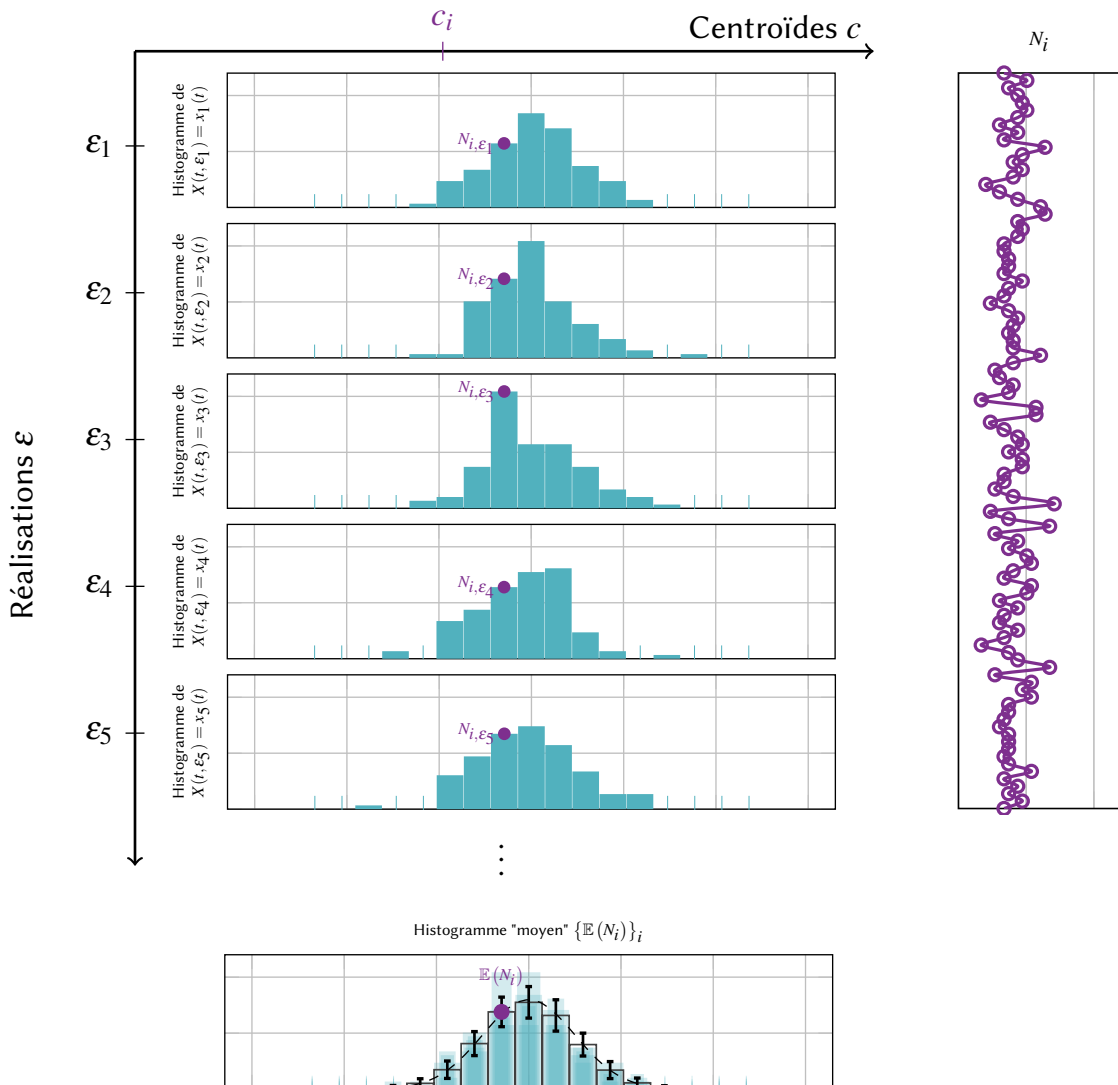 c_i
Centroïdes c
N_i
Réalisations ε
ε_1
Histogramme de
X(t, ε_1) = x_1(t)
N_{i,ε_1}
ε_2
Histogramme de
X(t, ε_2) = x_2(t)
N_{i,ε_2}
ε_3
Histogramme de
X(t, ε_3) = x_3(t)
N_{i,ε_3}
ε_4
Histogramme de
X(t, ε_4) = x_4(t)
N_{i,ε_4}
ε_5
Histogramme de
X(t, ε_5) = x_5(t)
N_{i,ε_5}
⋮
Histogramme "moyen" {𝔼(N_i)}_i
𝔼(N_i)